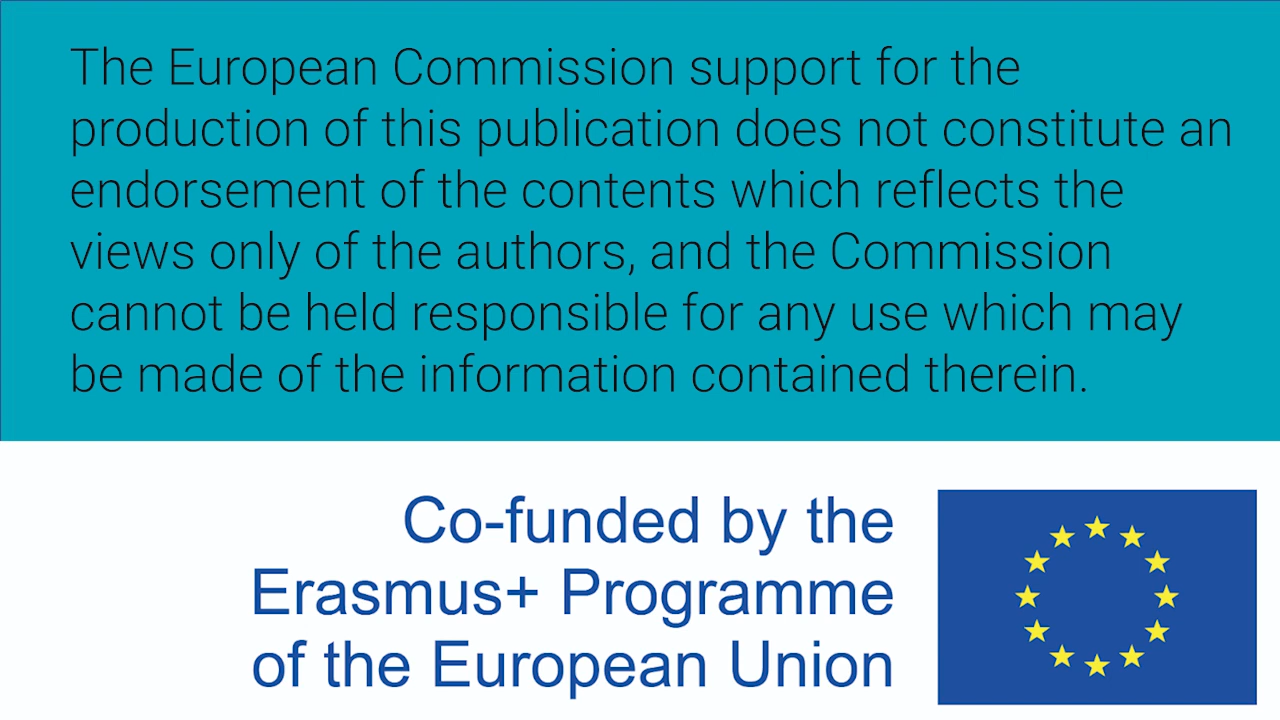 The European Commission support for the
production of this publication does not constitute an
endorsement of the contents which reflects the
views only of the authors, and the Commission
cannot be held responsible for any use which may
be made of the information contained therein.
Co-funded by the
Erasmus+ Programme
of the European Union